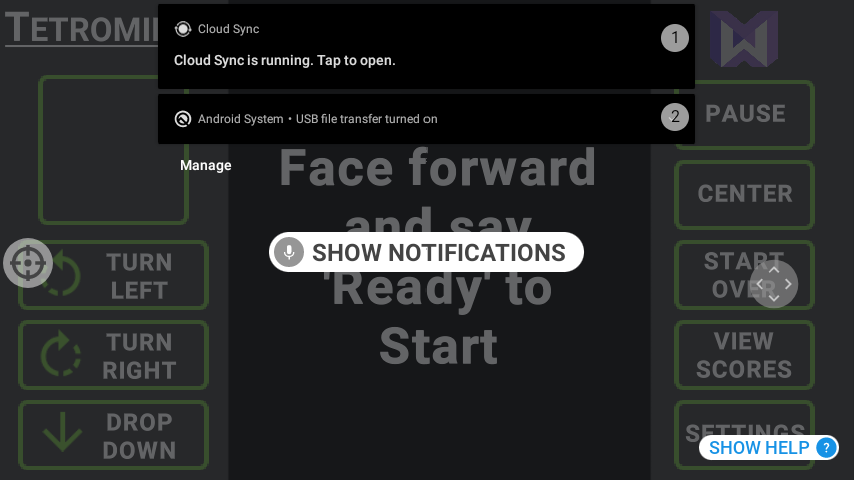 TETROMIN
Cloud Sync
1
Cloud Sync is running. Tap to open.
Android System • USB file transfer turned on
2
Manage
PAUSE
Face forward
and say
'Ready' to
Start
SHOW NOTIFICATIONS
CENTER
TURN
LEFT
START
OVER
TURN
RIGHT
VIEW
SCORES
DROP
DOWN
SETTINGS
SHOW HELP ?